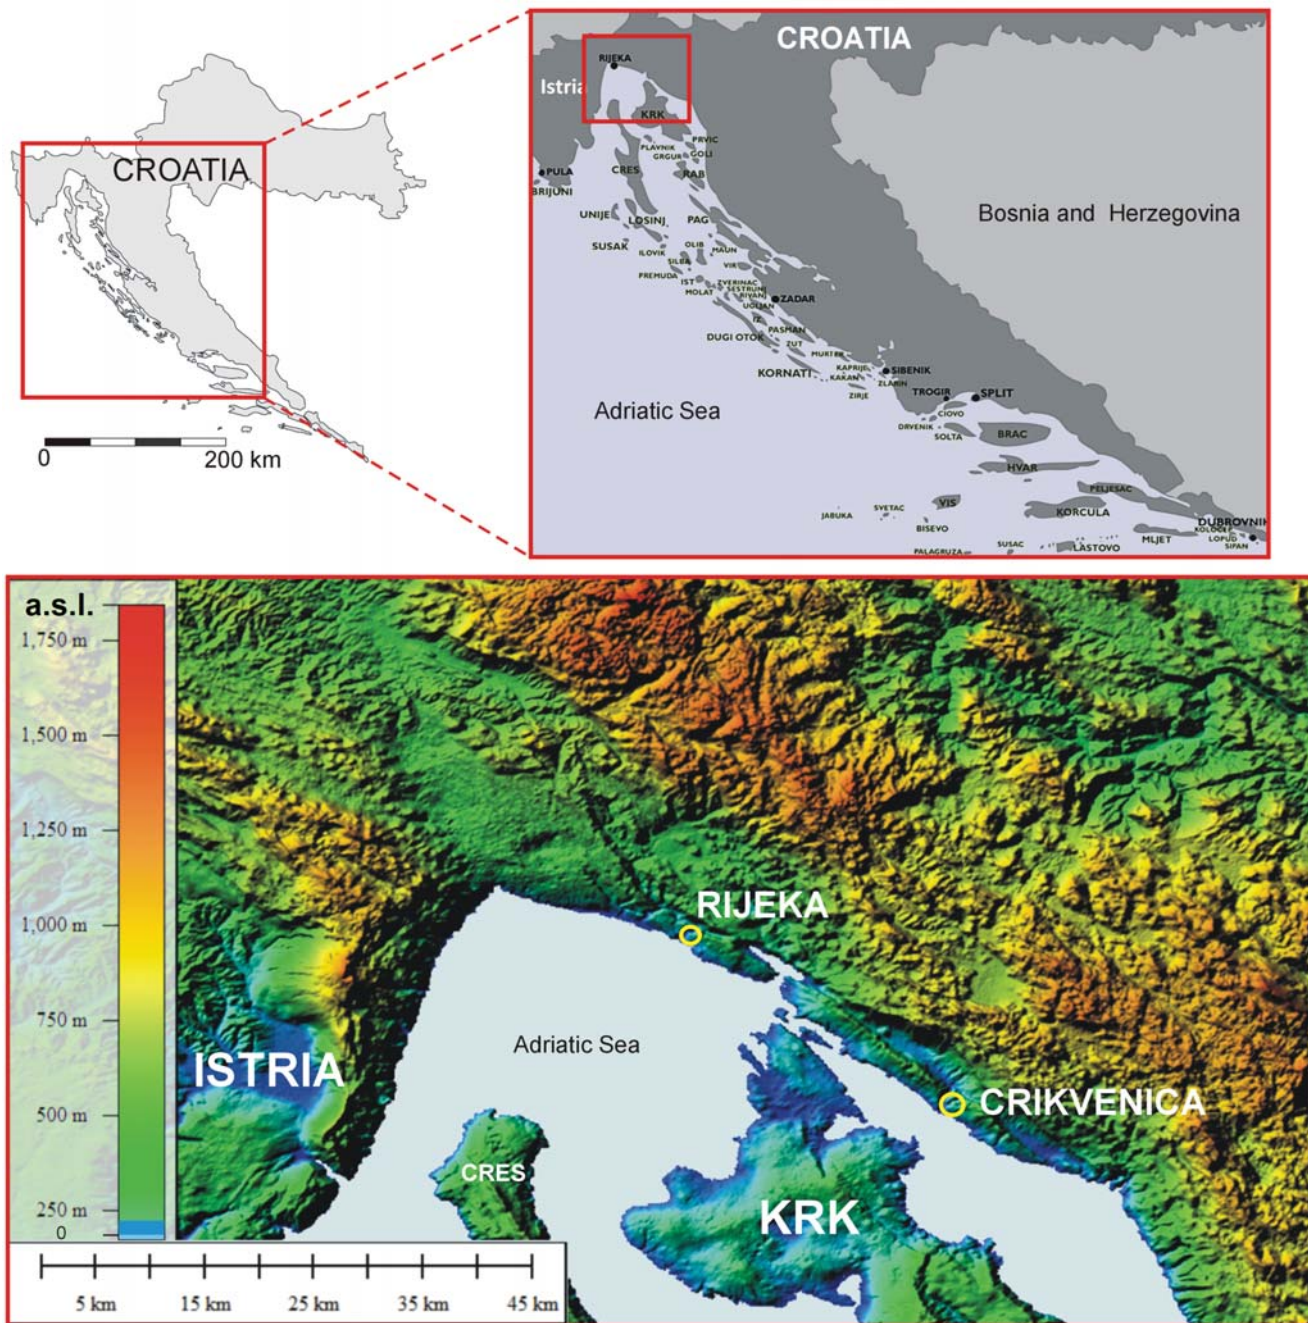 CROATIA
0
200 km
CROATIA
RIJEKA
Istria
KRK
PRVIC
PLAVNIK
GRGUR
GOLI
PULA
CRES
RAB
BRIJUNI
UNIJE
LOSINJ
PAG
Bosnia and Herzegovina
SUSAK
ILOVIK
OLIB
MAUN
SILBA
VIR
PREMUDA
IST
ZVERINAC
MOLAT
SESTRUNJ
RIVANJ
ZADAR
UGLJAN
IZ
DUGI OTOK
PASMAN
ZUT
MURTER
KORNATI
KAPRIJE
KAKAN
SIBENIK
ZLARIN
ZIRJE
TROGIR
SPLIT
Adriatic Sea
CIOVO
DRVENIK
SOLTA
BRAC
HVAR
PELJESAC
VIS
SVETAC
JABUKA
KORCULA
BISEVO
DUBROVNIK
KOLOCEP
MLJET
LOPUD
SIPAN
PALAGRUZA
SUSAC
LASTOVO
a.s.l.
1,750 m
1,500 m
1,250 m
1,000 m
750 m
500 m
250 m
0
RIJEKA
Adriatic Sea
ISTRIA
CRIKVENICA
CRES
KRK
5 km
15 km
25 km
35 km
45 km